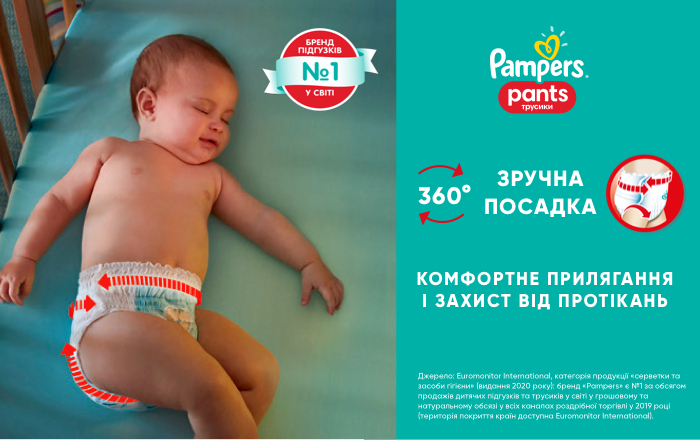 БРЕНД
ПІДГУЗКІВ
№1
У СВІТІ
Pampers
pants
трусики
360°
ЗРУЧНА
ПОСАДКА
КОМФОРТНЕ ПРИЛЯГАННЯ
І ЗАХИСТ ВІД ПРОТІКАНЬ
Джерело: Euromonitor International, категорія продукції «серветки та
засоби гігієни» (видання 2020 року): бренд «Pampers» є №1 за обсягом
продажів дитячих підгузків та трусиків у світі у грошовому та
натуральному обсязі у всіх каналах роздрібної торгівлі у 2019 році
(територія покриття країн доступна Euromonitor International).